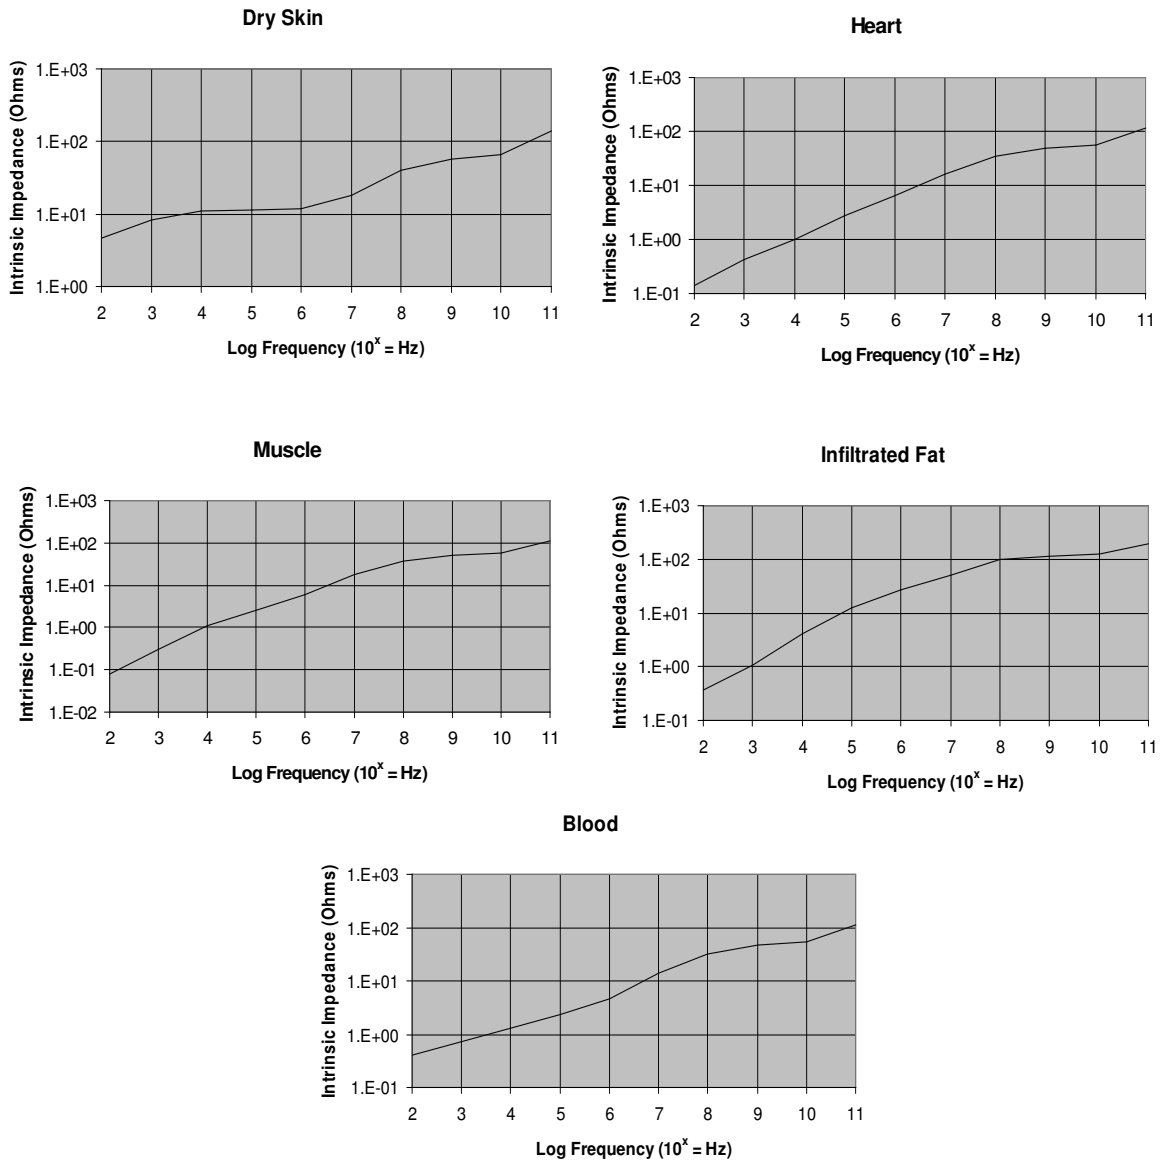 Dry Skin
Intrinsic Impedance (Ohms)
1.E+03
1.E+02
1.E+01
1.E+00
2 3 4 5 6 7 8 9 10 11
Log Frequency (10^x = Hz)
Heart
Intrinsic Impedance (Ohms)
1.E+03
1.E+02
1.E+01
1.E+00
1.E-01
2 3 4 5 6 7 8 9 10 11
Log Frequency (10^x = Hz)
Muscle
Intrinsic Impedance (Ohms)
1.E+03
1.E+02
1.E+01
1.E+00
1.E-01
1.E-02
2 3 4 5 6 7 8 9 10 11
Log Frequency (10^x = Hz)
Infiltrated Fat
Intrinsic Impedance (Ohms)
1.E+03
1.E+02
1.E+01
1.E+00
1.E-01
2 3 4 5 6 7 8 9 10 11
Log Frequency (10^x = Hz)
Blood
Intrinsic Impedance (Ohms)
1.E+03
1.E+02
1.E+01
1.E+00
1.E-01
2 3 4 5 6 7 8 9 10 11
Log Frequency (10^x = Hz)